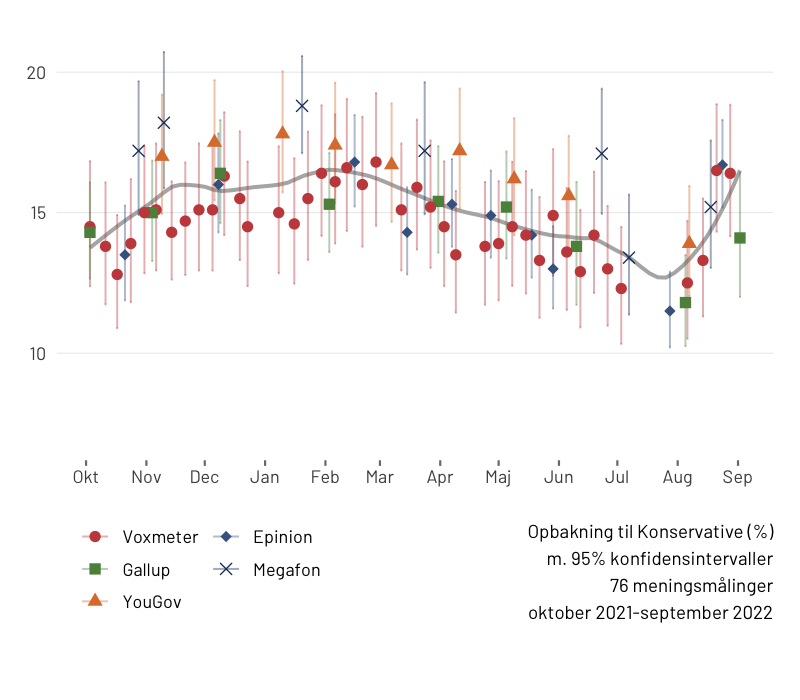 20
15
10
Okt Nov Dec Jan Feb Mar Apr Maj Jun Jul Aug Sep
Voxmeter Epinion
Gallup Megafon
YouGov
Opbakning til Konservative (%)
m. 95% konfidensintervaller
76 meningsmålinger
oktober 2021-september 2022